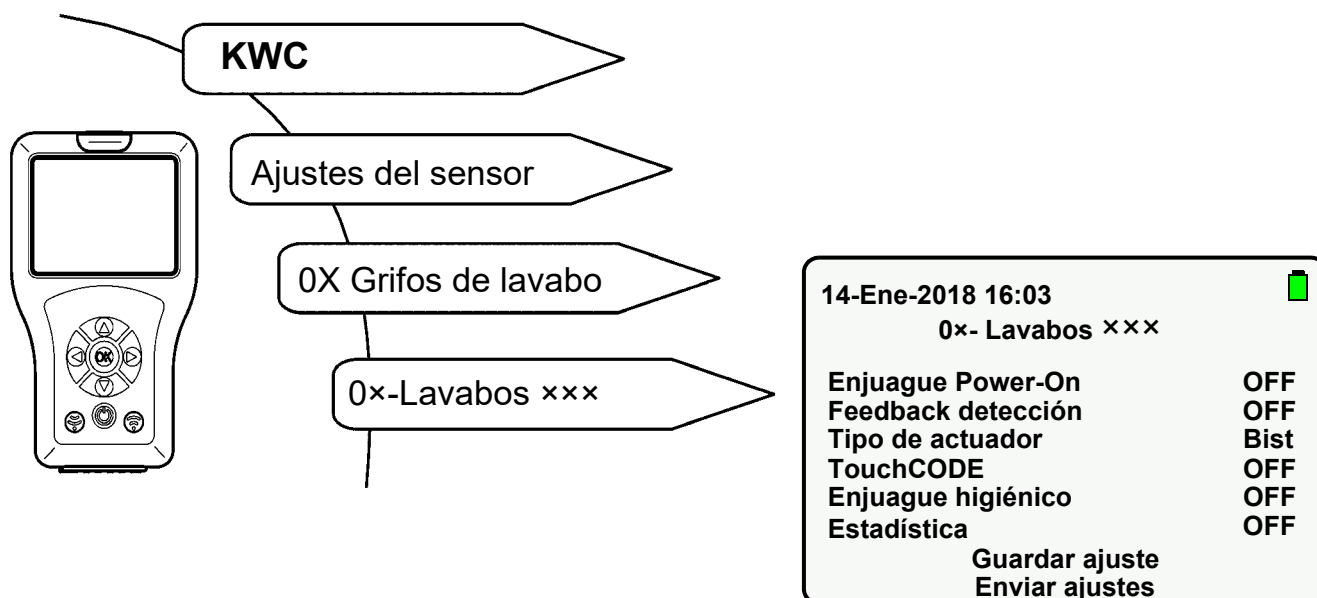 KWC
Ajustes del sensor
0X Grifos de lavabo
0×-Lavabos ×××
OK
14-Ene-2018 16:03
0×- Lavabos ×××
Enjuague Power-On OFF
Feedback detección OFF
Tipo de actuador Bist
TouchCODE OFF
Enjuague higiénico OFF
Estadística OFF
Guardar ajuste
Enviar ajustes